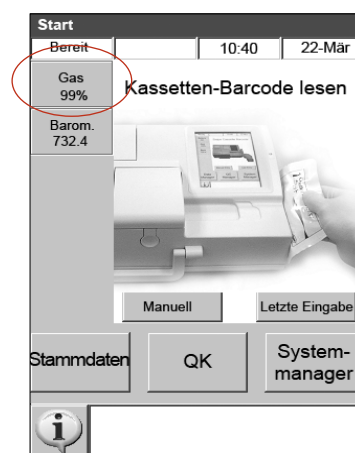 Start
Bereit 10:40 22-Mär
Gas
99%
Kassetten-Barcode lesen
Barom.
732.4
Manuell Letzte Eingabe
Stammdaten QK System-
manager
i